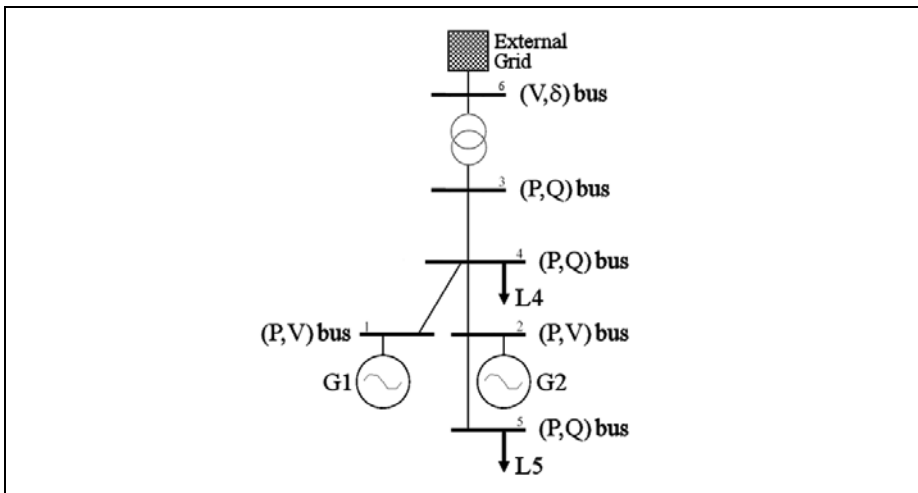 External
Grid
6
(V,δ) bus
3
(P,Q) bus
4
(P,Q) bus
L4
(P,V) bus
1
2
(P,V) bus
G1
G2
5
(P,Q) bus
L5